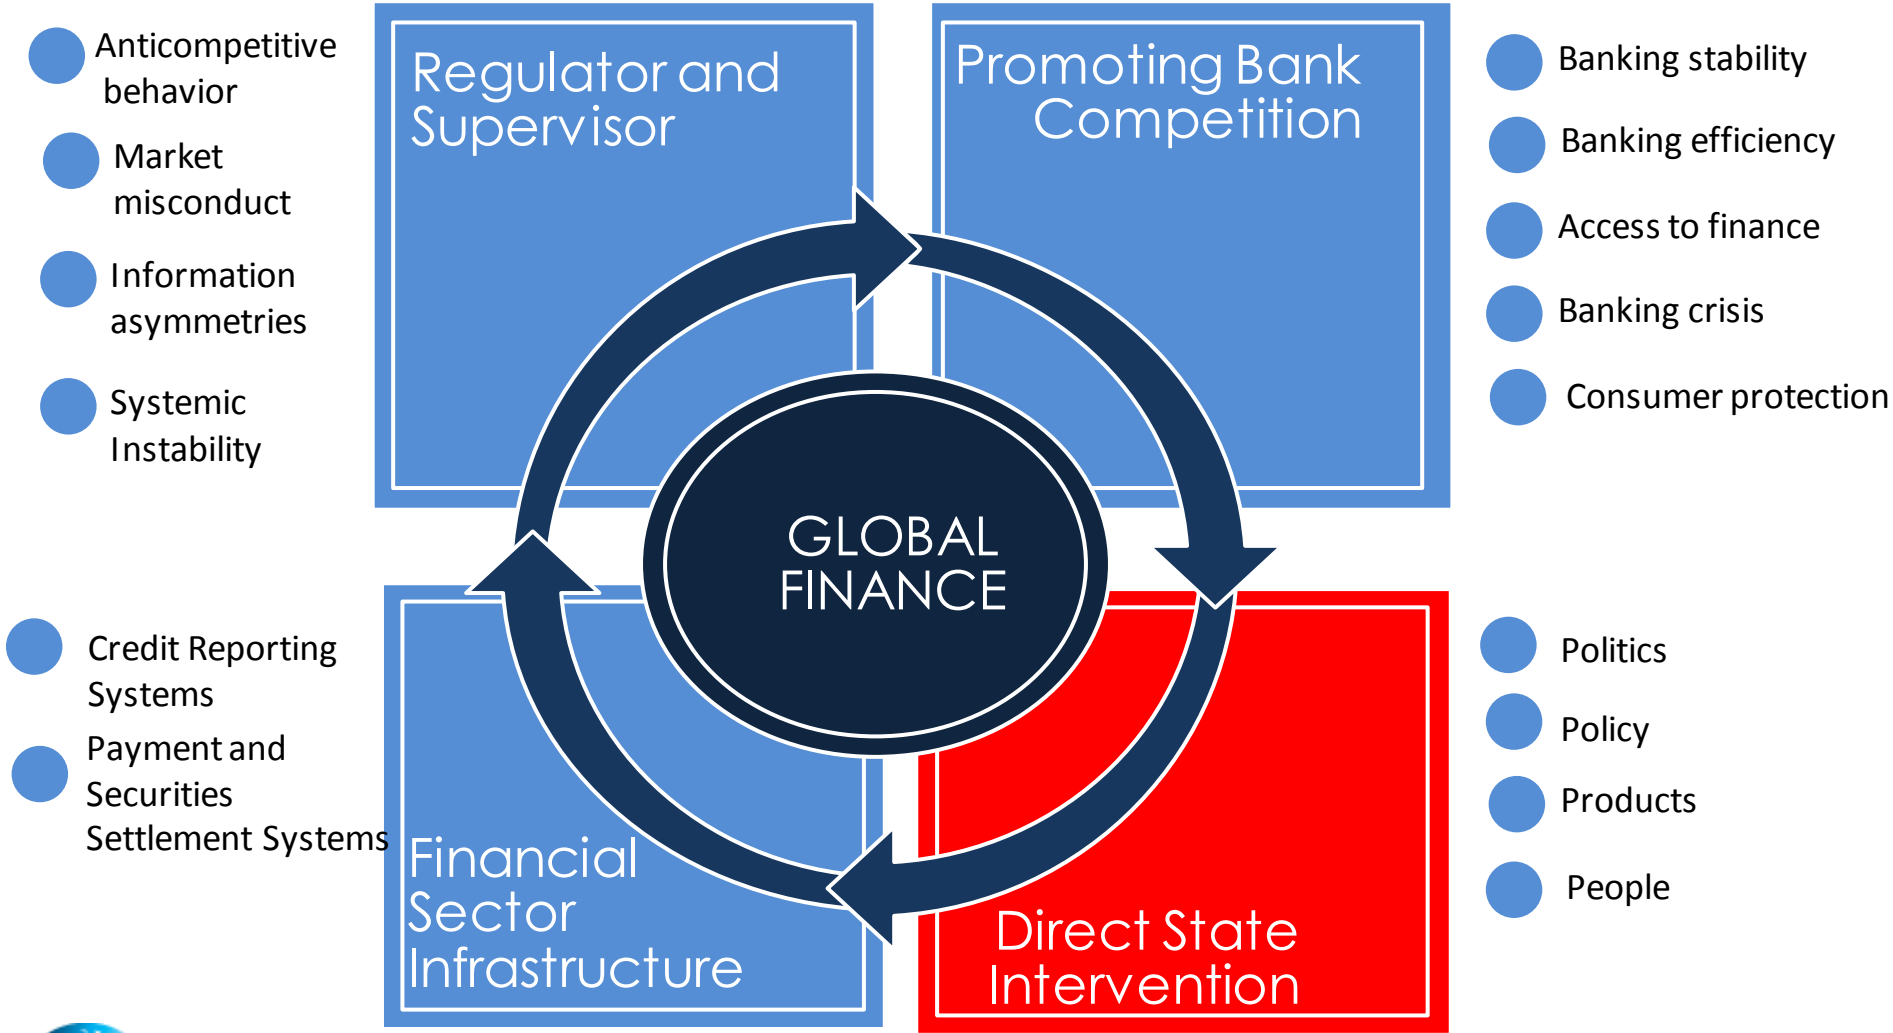 Anticompetitive
behavior
Market
misconduct
Information
asymmetries
Systemic
Instability
Regulator and
Supervisor
Promoting Bank
Competition
Banking stability
Banking efficiency
Access to finance
Banking crisis
Consumer protection
GLOBAL
FINANCE
Credit Reporting
Systems
Payment and
Securities
Settlement Systems
Financial
Sector
Infrastructure
Direct State
Intervention
Politics
Policy
Products
People